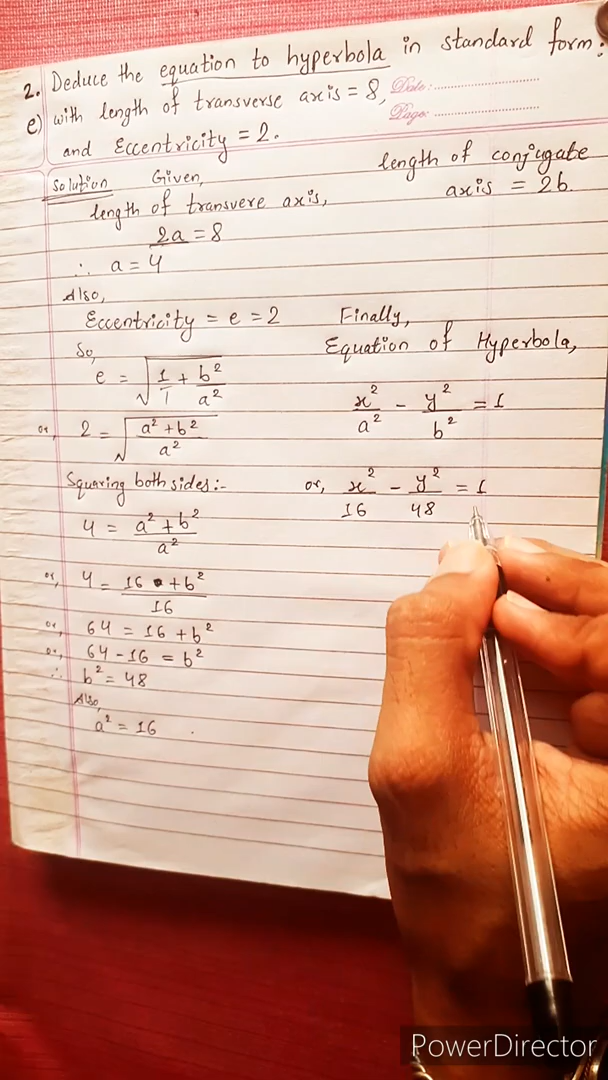 2. Deduce the equation to hyperbola in standard form:
e) with length of transverse axis = 8,
Date: ..............................
and Eccentricity = 2.
Page: ..............................
Solution Given,
length of transvere axis,
2a = 8
∴ a = 4
Also,
Eccentricity = e = 2
So,
e = √(1/1 + b²/a²)
or, 2 = √((a² + b²)/a²)
Squaring both sides:-
4 = (a² + b²)/a²
or, 4 = (16 + b²)/16
or, 64 = 16 + b²
or, 64 - 16 = b²
∴ b² = 48
Also,
a² = 16
length of conjugate
axis = 2b.
Finally,
Equation of Hyperbola,
x²/a² - y²/b² = 1
or, x²/16 - y²/48 = 1
PowerDirector